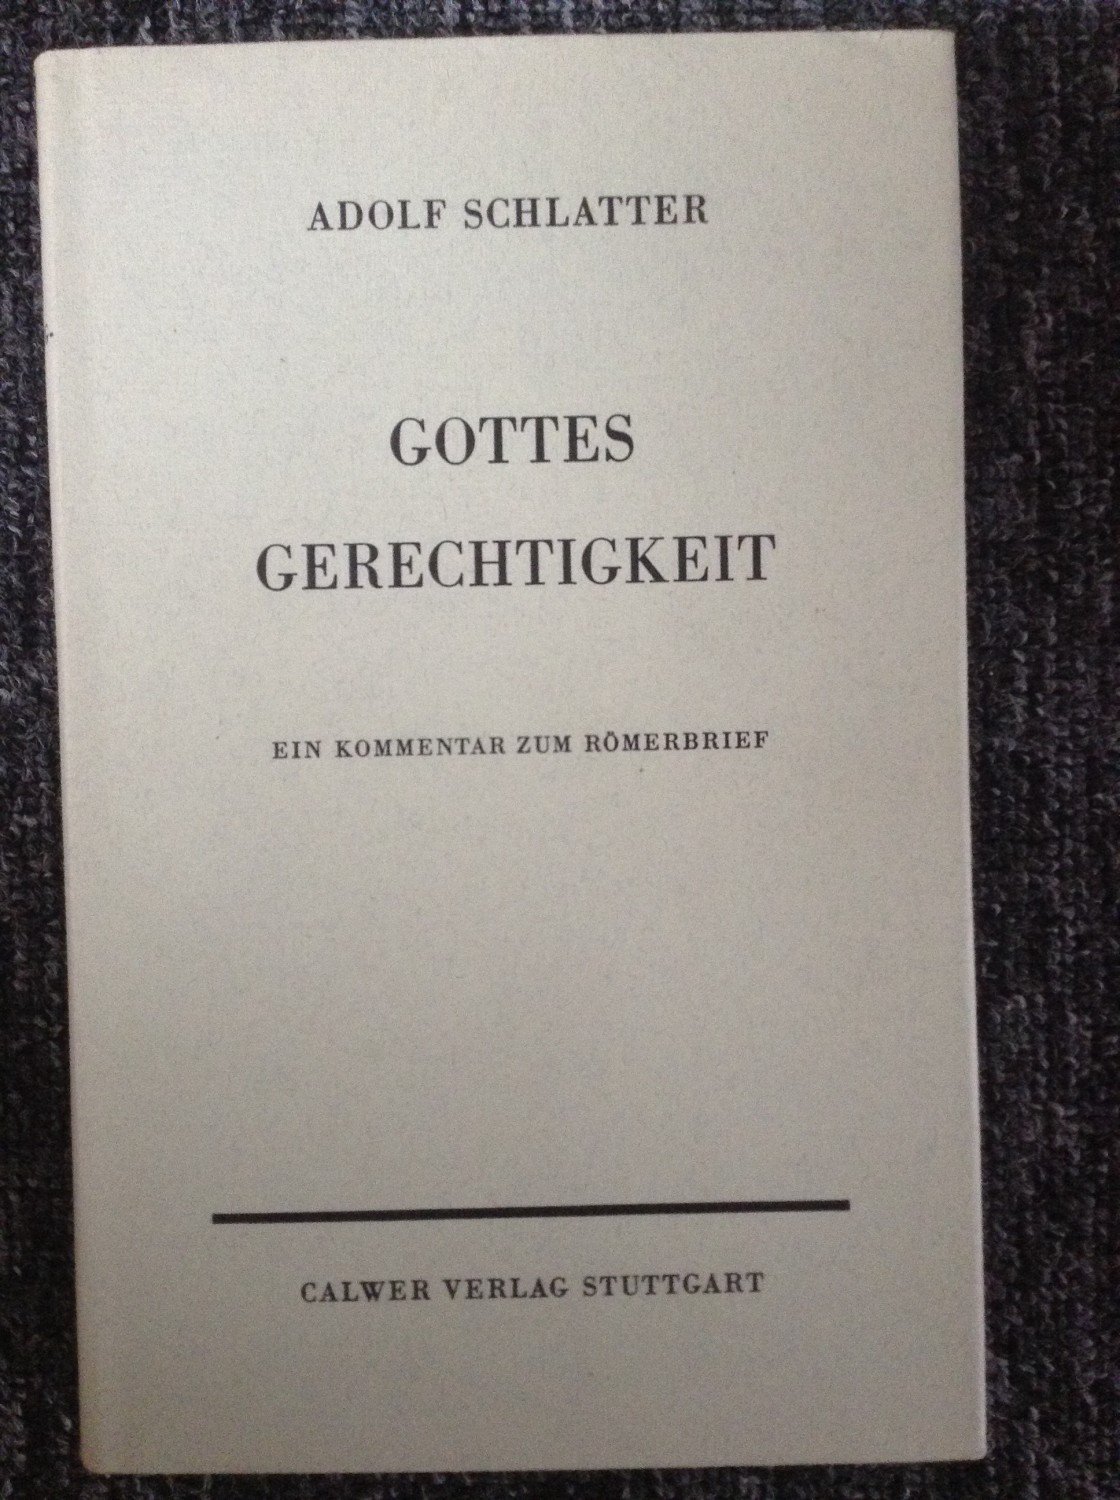 ADOLF SCHLATTER
GOTTES
GERECHTIGKEIT
EIN KOMMENTAR ZUM RÖMERBRIEF
CALWER VERLAG STUTTGART